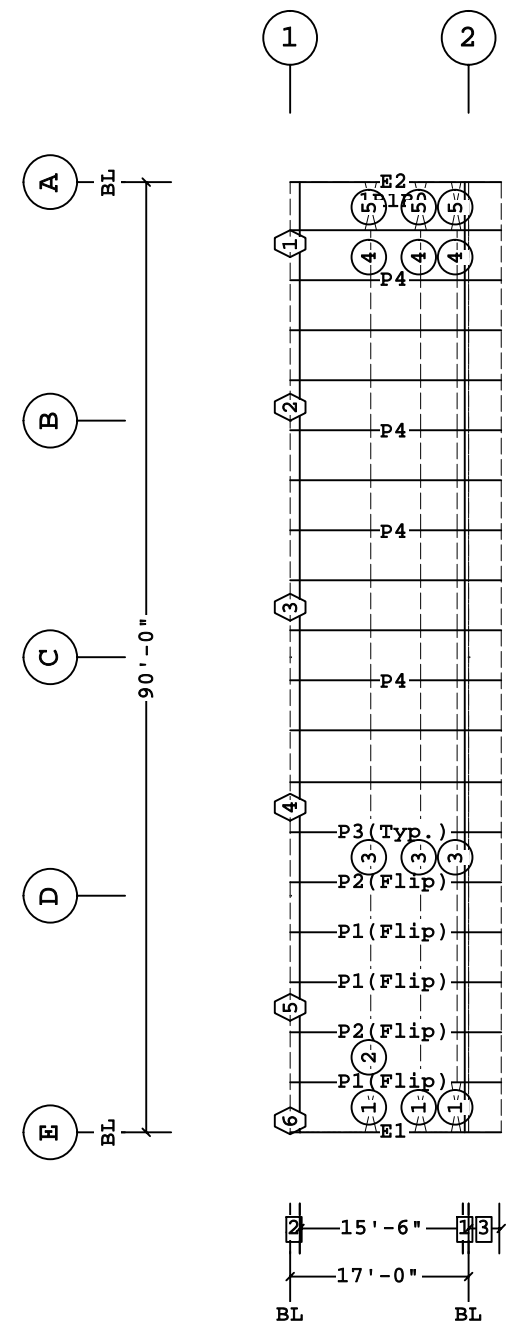 1 2
A BL
E2
5 5 5
1
4 4 4
P4
2
B
P4
P4
3
90'-0"
C
P4
4
P3(Typ.)
3 3 3
P2(Flip)
D
P1(Flip)
P1(Flip)
5
P2(Flip)
2
P1(Flip)
1 1 1
6
E BL
E1
2 15'-6" 1 3
17'-0"
BL BL